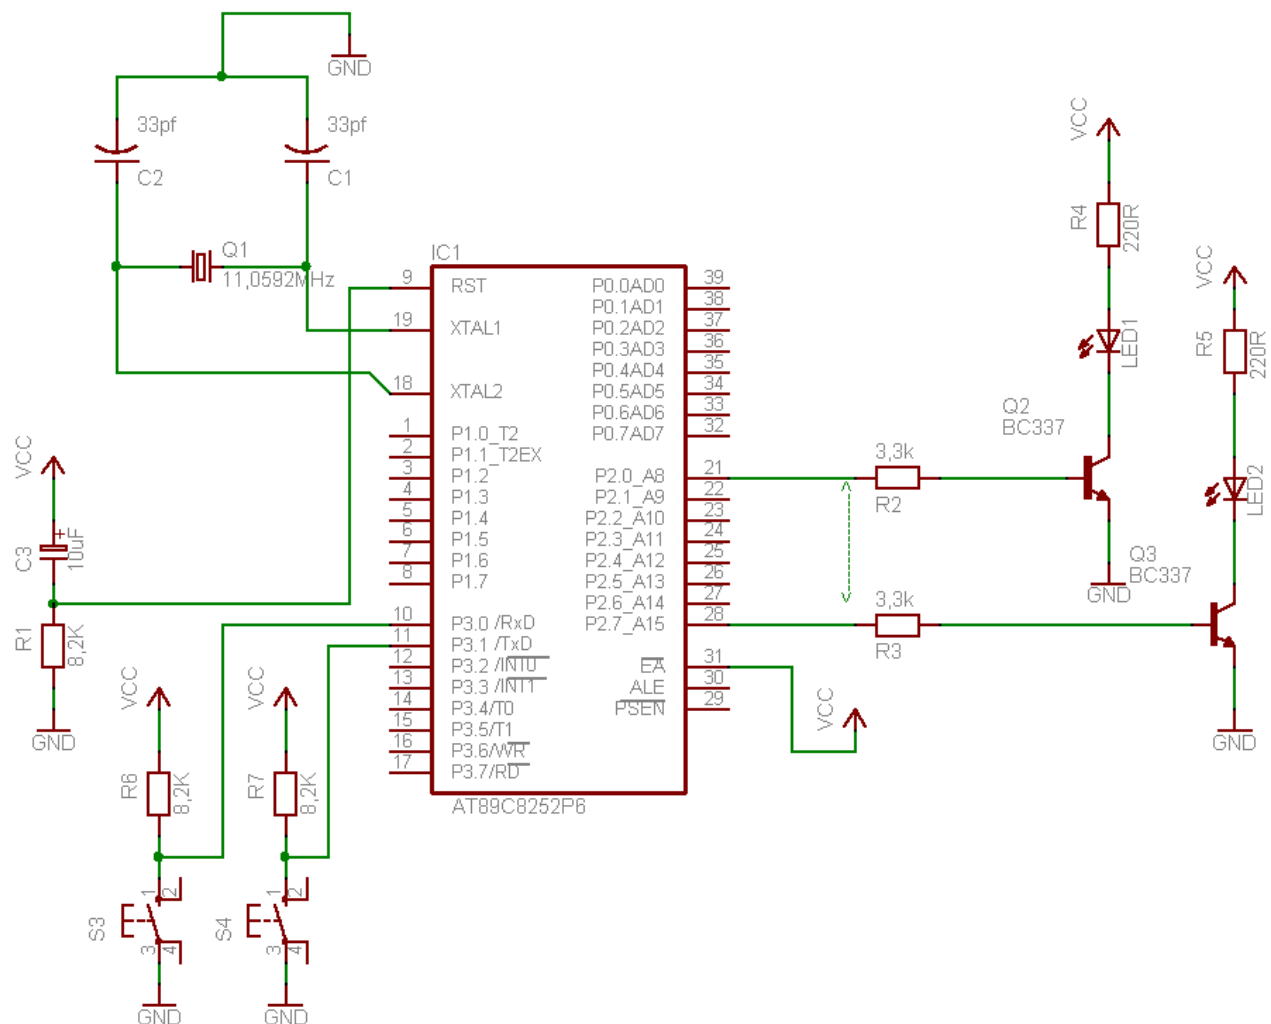 GND
33pf
C2
33pf
C1
Q1
11,0592MHz
IC1
9
RST
19
XTAL1
18
XTAL2
1
P1.0_T2
2
P1.1_T2EX
3
P1.2
4
P1.3
5
P1.4
6
P1.5
7
P1.6
8
P1.7
10
P3.0 /RxD
11
P3.1 /TxD
12
P3.2 /INT0
13
P3.3 /INT1
14
P3.4/T0
15
P3.5/T1
16
P3.6/WR
17
P3.7/RD
P0.0AD0
39
P0.1AD1
38
P0.2AD2
37
P0.3AD3
36
P0.4AD4
35
P0.5AD5
34
P0.6AD6
33
P0.7AD7
32
P2.0_A8
21
P2.1_A9
22
P2.2_A10
23
P2.3_A11
24
P2.4_A12
25
P2.5_A13
26
P2.6_A14
27
P2.7_A15
28
EA
31
ALE
30
PSEN
29
AT89C8252P6
VCC
C3
+
10uF
R1
8,2K
GND
VCC
R6
8,2K
S3
1
2
3
4
GND
VCC
R7
8,2K
S4
1
2
3
4
GND
VCC
3,3k
R2
3,3k
R3
VCC
R4
220R
LED1
Q2
BC337
GND
VCC
R5
220R
LED2
Q3
BC337
GND